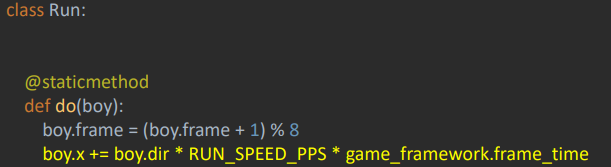 class Run:
@staticmethod
def do(boy):
boy.frame = (boy.frame + 1) % 8
boy.x += boy.dir * RUN_SPEED_PPS * game_framework.frame_time